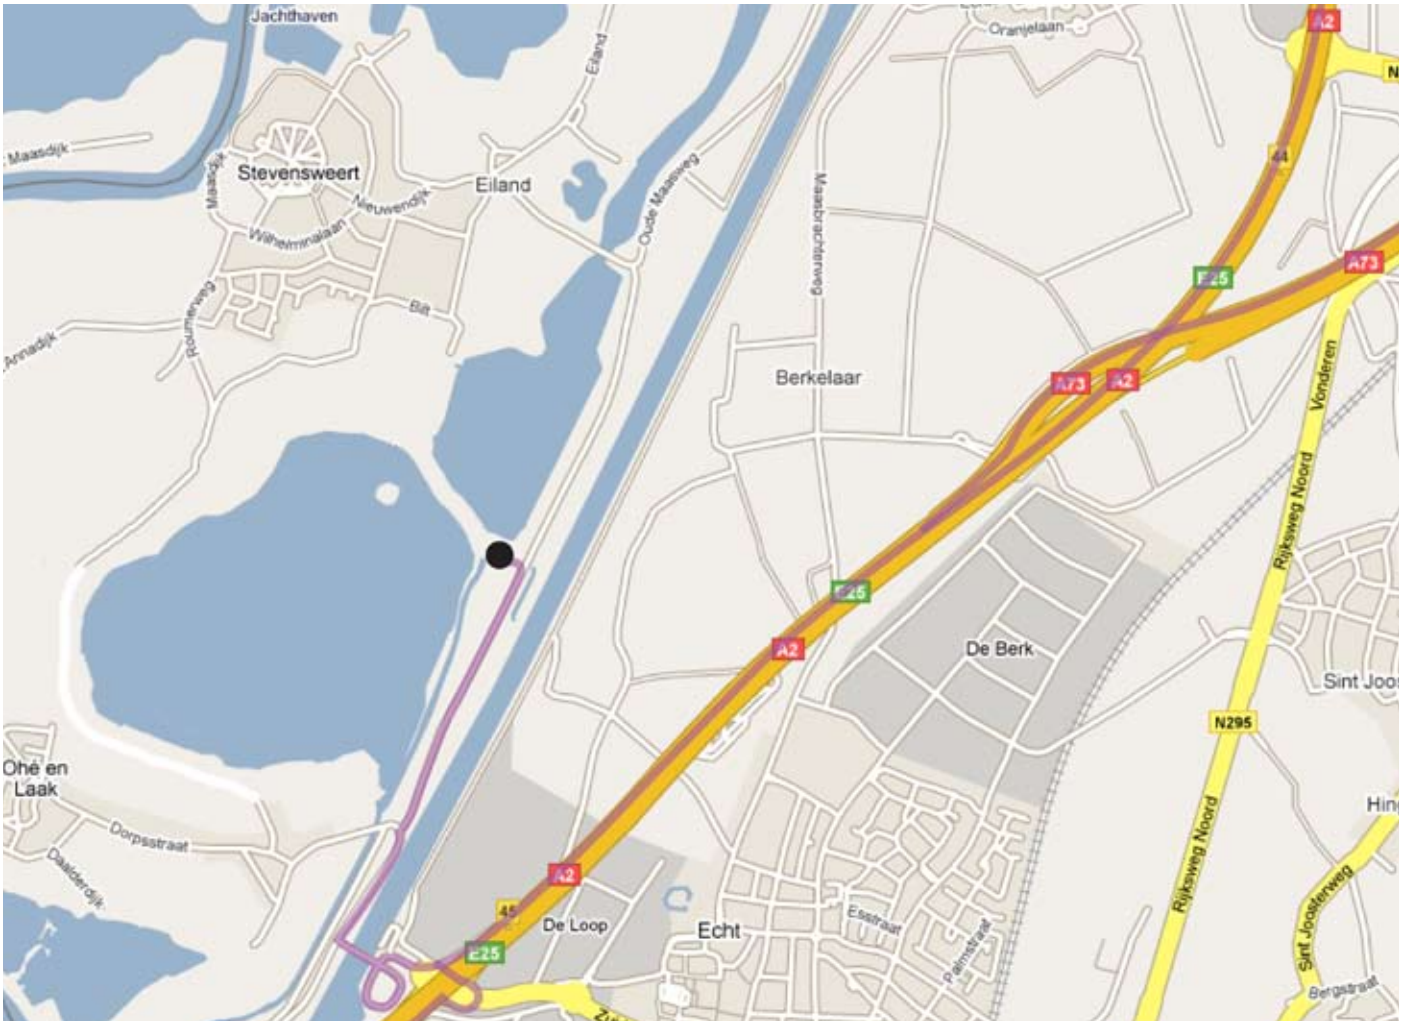 Jachthaven
Oranjelaan
A2
N
Eiland
Maasdijk
44
Stevensweert
Maasdijk
Eiland
Nieuwendijk
Wilhelminalaan
Oude Maasweg
Maasbrachterweg
E25
A73
Bilt
Roumerweg
Annadijk
Berkelaar
A73
A2
Vonderen
Rijksweg Noord
E25
A2
De Berk
Sint Joos
N295
Ohé en
Laak
Dorpsstraat
Daalderdijk
Hin
Rijksweg Noord
A2
45
De Loop
E25
Echt
Esstraat
Palmstraat
Sint Joosterweg
Bergstraat